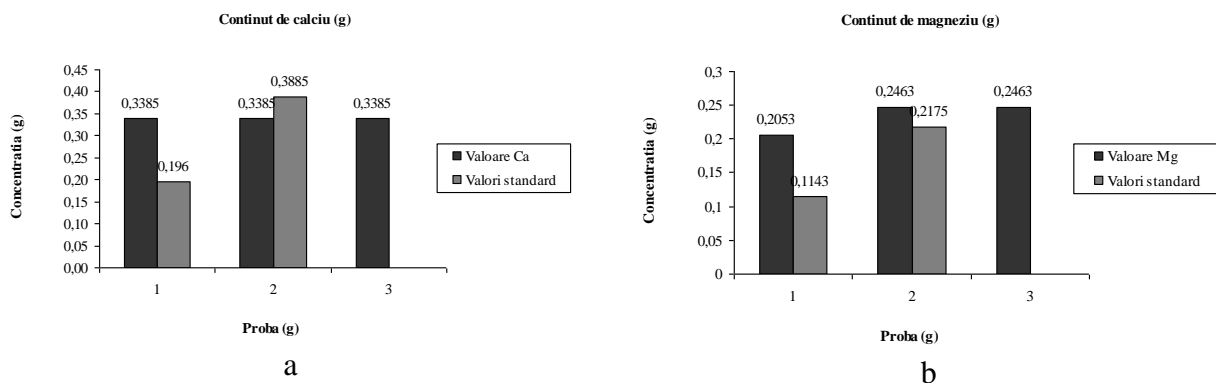 Continut de calciu (g)
0,45
0,40
0,35
0,30
0,25
0,20
0,15
0,10
0,05
0,00
Concentratia (g)
0,3385
0,196
0,3385
0,3885
0,3385
1
2
3
Proba (g)
Valoare Ca
Valori standard
a
Continut de magneziu (g)
0,3
0,25
0,2
0,15
0,1
0,05
0
Concentratia (g)
0,2053
0,1143
0,2463
0,2175
0,2463
1
2
3
Proba (g)
Valoare Mg
Valori standard
b